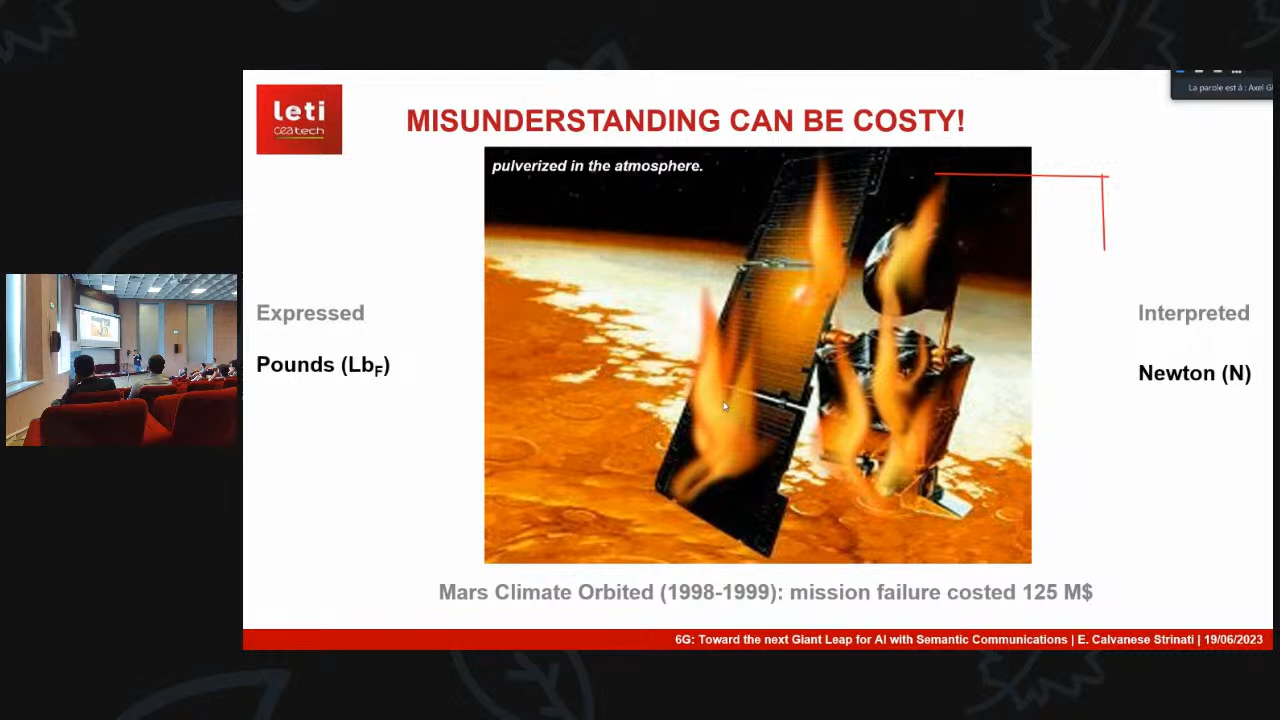 La parole est à : Axel
leti
ceatech
MISUNDERSTANDING CAN BE COSTY!
pulverized in the atmosphere.
Expressed
Interpreted
Pounds (LbF)
Newton (N)
Mars Climate Orbited (1998-1999): mission failure costed 125 M$
6G: Toward the next Giant Leap for AI with Semantic Communications | E. Calvanese Strinati | 19/06/2023